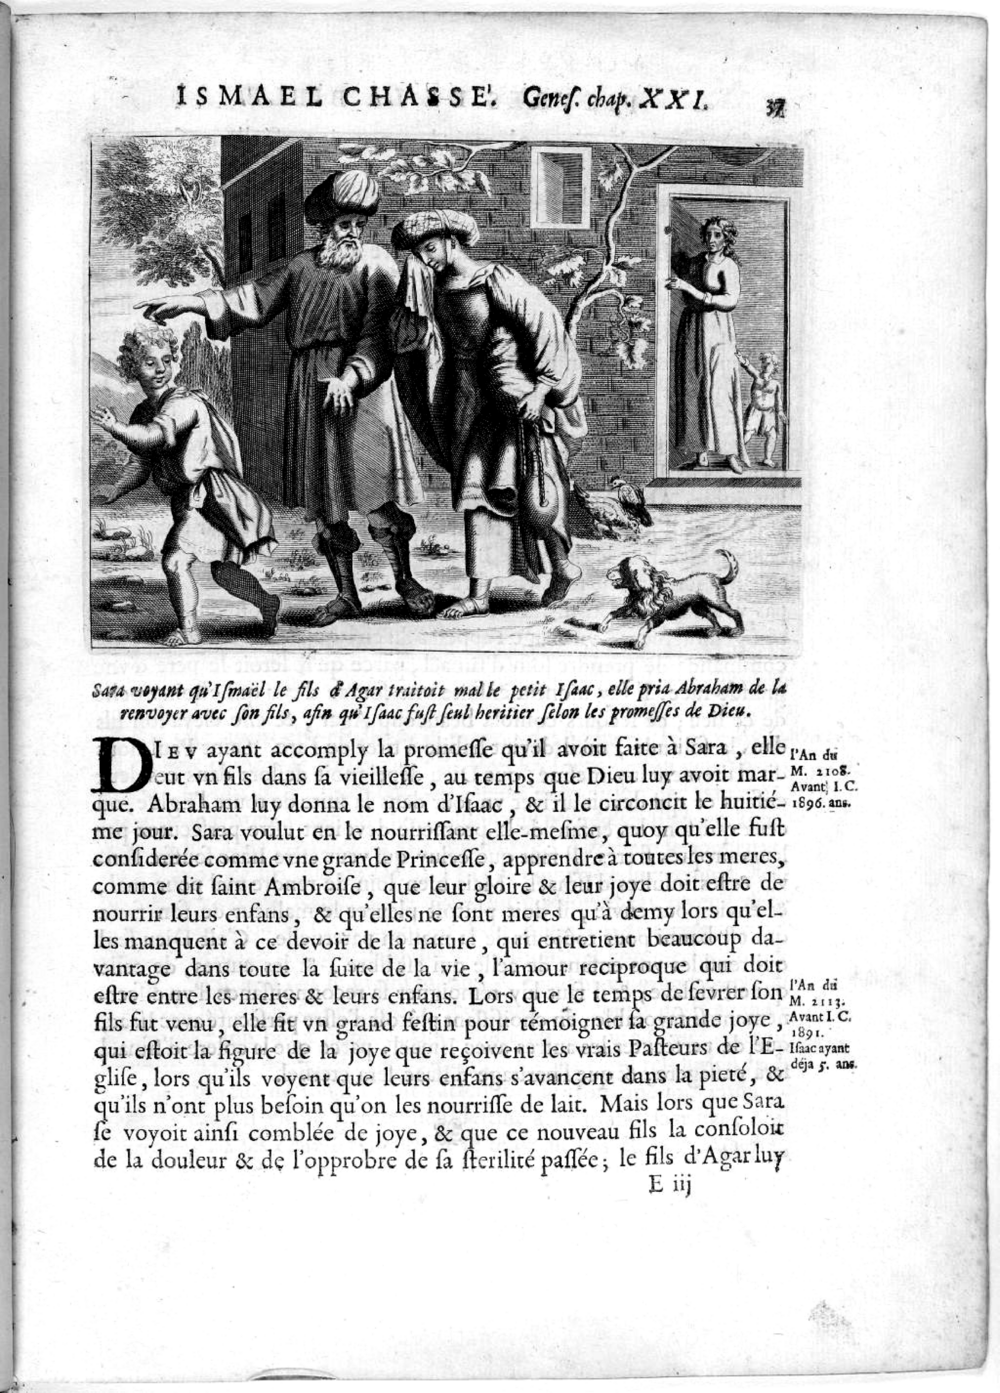 ISMAEL CHASSE'. Geneſ. chap. XXI. 37
Sara voyant qu'Iſmaël le fils d'Agar traitoit mal le petit Iſaac, elle pria Abraham de la
renvoyer avec ſon fils, afin qu'Iſaac fuſt ſeul heritier ſelon les promeſſes de Dieu.
DIEV ayant accomply la promeſſe qu'il avoit faite à Sara, elle
eut vn fils dans ſa vieilleſſe, au temps que Dieu luy avoit mar-
que. Abraham luy donna le nom d'Iſaac, & il le circoncit le huitié-
me jour. Sara voulut en le nourriſſant elle-meſme, quoy qu'elle fuſt
conſiderée comme vne grande Princeſſe, apprendre à toutes les meres,
comme dit ſaint Ambroiſe, que leur gloire & leur joye doit eſtre de
nourrir leurs enfans, & qu'elles ne ſont meres qu'à demy lors qu'el-
les manquent à ce devoir de la nature, qui entretient beaucoup da-
vantage dans toute la ſuite de la vie, l'amour reciproque qui doit
eſtre entre les meres & leurs enfans. Lors que le temps de ſevrer ſon
fils fut venu, elle fit vn grand feſtin pour témoigner ſa grande joye,
qui eſtoit la figure de la joye que reçoivent les vrais Paſteurs de l'E-
gliſe, lors qu'ils voyent que leurs enfans s'avancent dans la pieté, &
qu'ils n'ont plus beſoin qu'on les nourriſſe de lait. Mais lors que Sara
ſe voyoit ainſi comblée de joye, & que ce nouveau fils la conſoloit
de la douleur & de l'opprobre de ſa ſterilité paſſée; le fils d'Agar luy
E iij
l'An du
M. 2108.
Avant I. C.
1896. ans.
l'An du
M. 2113.
Avant I. C.
1891.
Iſaac ayant
déja 5. ans.